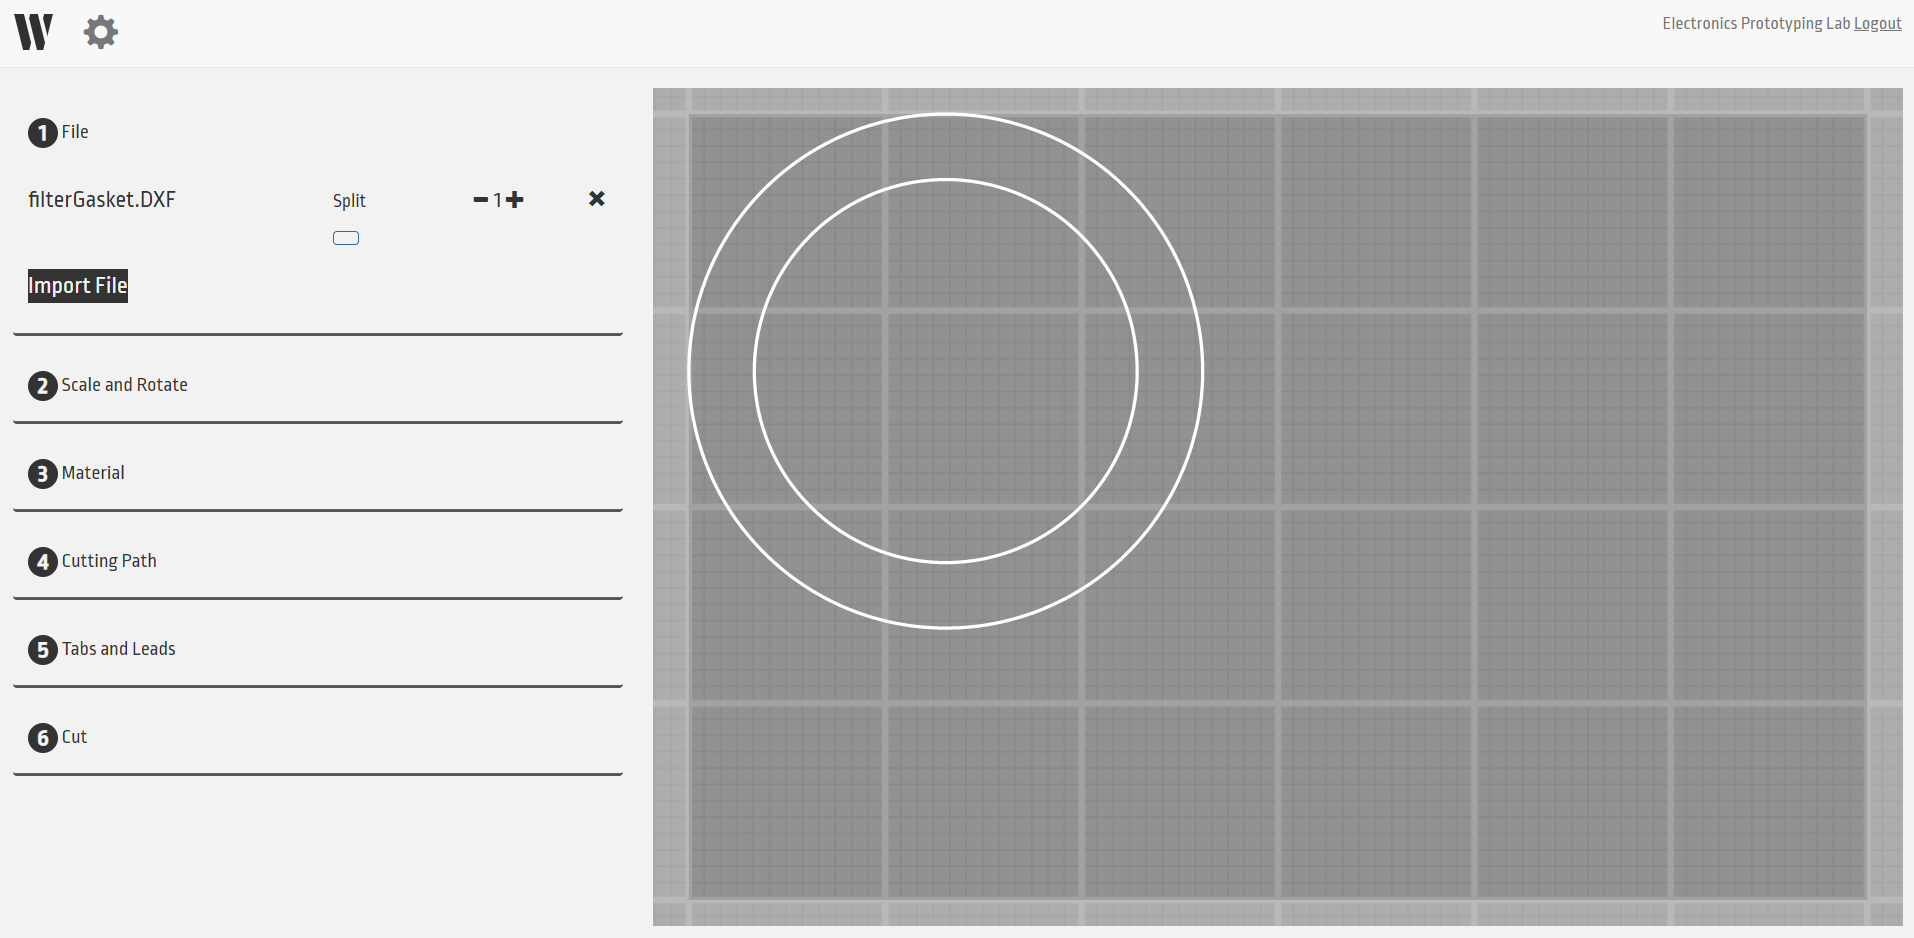 W
Electronics Prototyping Lab Logout
1 File
filterGasket.DXF Split 1
Import File
2 Scale and Rotate
3 Material
4 Cutting Path
5 Tabs and Leads
6 Cut